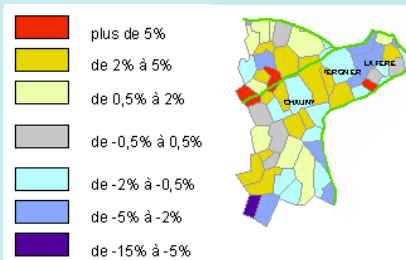 plus de 5%
de 2% à 5%
de 0,5% à 2%
de -0,5% à 0,5%
de -2% à -0,5%
de -5% à -2%
de -15% à -5%
LA FERE
TERGNIER
CHAUNY